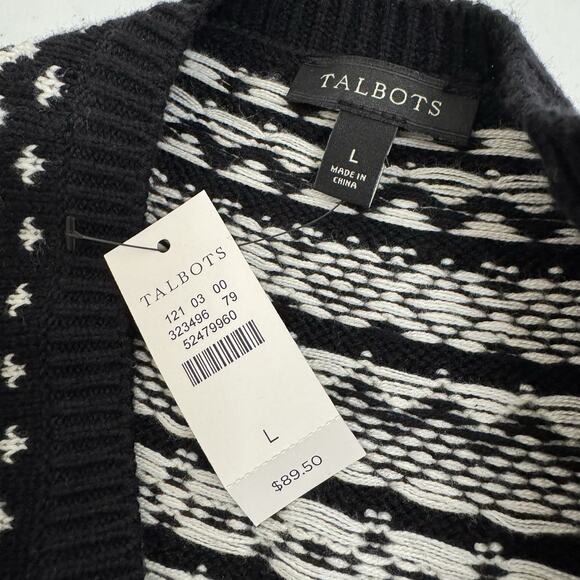 TALBOTS
L
MADE IN
CHINA
TALBOTS
121 03 00
323496 79
52479960
L
$89.50